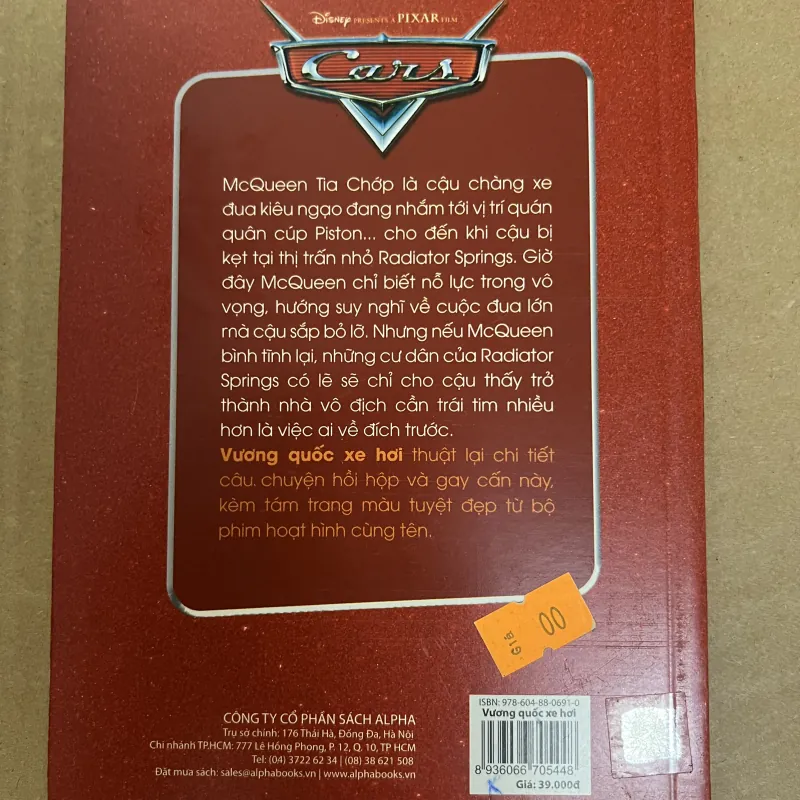 DISNEY PRESENTS A PIXAR FILM
Cars
McQueen Tia Chớp là cậu chàng xe
đua kiêu ngạo đang nhắm tới vị trí quán
quân cúp Piston... cho đến khi cậu bị
kẹt tại thị trấn nhỏ Radiator Springs. Giờ
đây McQueen chỉ biết nỗ lực trong vô
vọng, hướng suy nghĩ về cuộc đua lớn
mà cậu sắp bỏ lỡ. Nhưng nếu McQueen
bình tĩnh lại, những cư dân của Radiator
Springs có lẽ sẽ chỉ cho cậu thấy trở
thành nhà vô địch cần trái tim nhiều
hơn là việc ai về đích trước.
Vương quốc xe hơi thuật lại chi tiết
câu chuyện hồi hộp và gay cấn này,
kèm tám trang màu tuyệt đẹp từ bộ
phim hoạt hình cùng tên.
Giá 00
CÔNG TY CỔ PHẦN SÁCH ALPHA
Trụ sở chính: 176 Thái Hà, Đống Đa, Hà Nội
Chi nhánh TP.HCM: 777 Lê Hồng Phong, P. 12, Q. 10, TP HCM
Tel: (04) 3722 62 34 | (08) 38 621 508
Đặt mua sách: sales@alphabooks.vn | www.alphabooks.vn
ISBN: 978-604-88-0691-0
Vương quốc xe hơi
8 936066 705448
Giá: 39.000đ